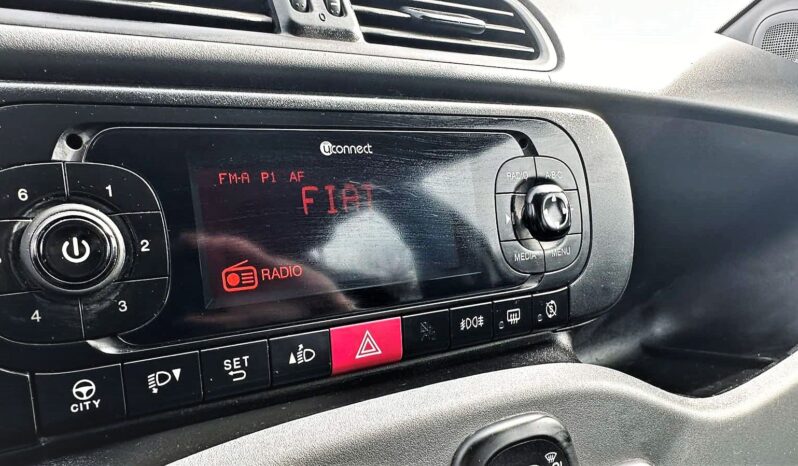 uconnect
FM-A P1 AF
FIAT
RADIO
6
1
2
3
4
RADIO
A-B-C
MEDIA
MENU
CITY
SET